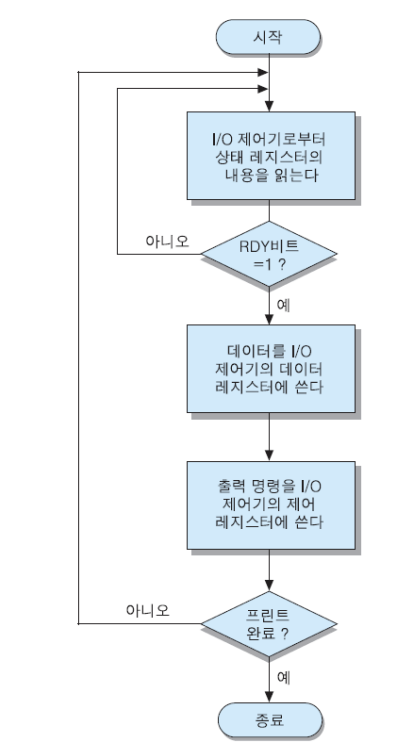 시작
I/O 제어기로부터
상태 레지스터의
내용을 읽는다
아니오
RDY비트
=1 ?
예
데이터를 I/O
제어기의 데이터
레지스터에 쓴다
출력 명령을 I/O
제어기의 제어
레지스터에 쓴다
아니오
프린트
완료 ?
예
종료